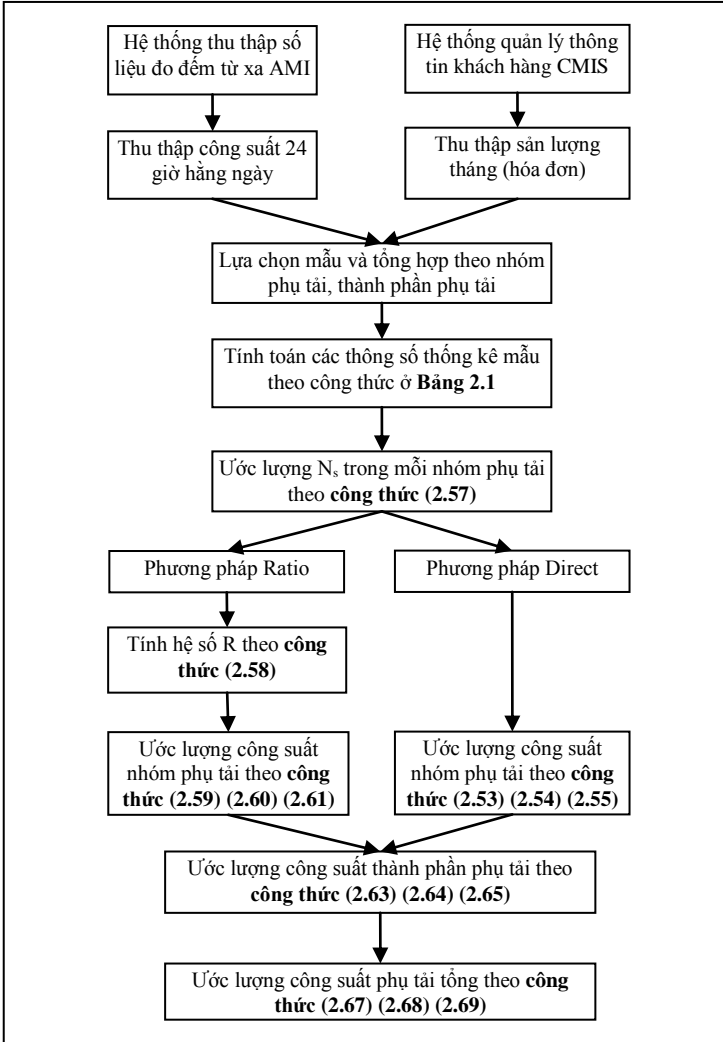 Hệ thống thu thập số
liệu đo đếm từ xa AMI
Hệ thống quản lý thông
tin khách hàng CMIS
Thu thập công suất 24
giờ hằng ngày
Thu thập sản lượng
tháng (hóa đơn)
Lựa chọn mẫu và tổng hợp theo nhóm
phụ tải, thành phần phụ tải
Tính toán các thông số thống kê mẫu
theo công thức ở Bảng 2.1
Ước lượng Nₛ trong mỗi nhóm phụ tải
theo công thức (2.57)
Phương pháp Ratio
Phương pháp Direct
Tính hệ số R theo công
thức (2.58)
Ước lượng công suất
nhóm phụ tải theo công
thức (2.59) (2.60) (2.61)
Ước lượng công suất
nhóm phụ tải theo công
thức (2.53) (2.54) (2.55)
Ước lượng công suất thành phần phụ tải theo
công thức (2.63) (2.64) (2.65)
Ước lượng công suất phụ tải tổng theo công
thức (2.67) (2.68) (2.69)